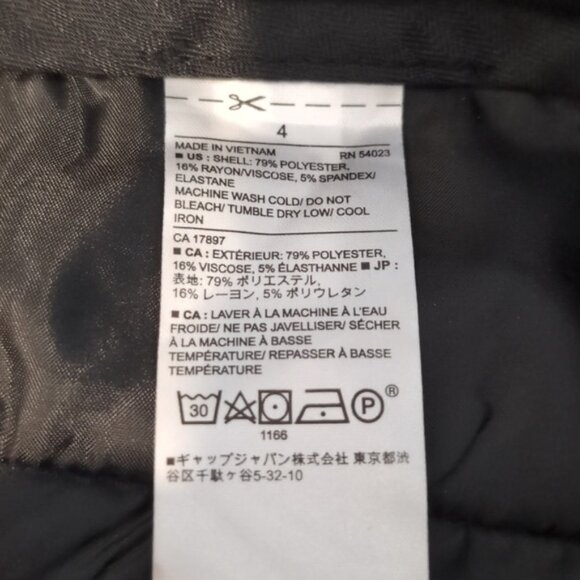 4
MADE IN VIETNAM RN 54023
■ US : SHELL: 79% POLYESTER,
16% RAYON/VISCOSE, 5% SPANDEX/
ELASTANE
MACHINE WASH COLD/ DO NOT
BLEACH/ TUMBLE DRY LOW/ COOL
IRON
CA 17897
■ CA : EXTÉRIEUR: 79% POLYESTER,
16% VISCOSE, 5% ÉLASTHANNE ■ JP :
表地: 79% ポリエステル,
16% レーヨン, 5% ポリウレタン
■ CA : LAVER À LA MACHINE À L'EAU
FROIDE/ NE PAS JAVELLISER/ SÉCHER
À LA MACHINE À BASSE
TEMPÉRATURE/ REPASSER À BASSE
TEMPÉRATURE
30 P ®
1166
■ギャップジャパン株式会社 東京都渋
谷区千駄ヶ谷5-32-10